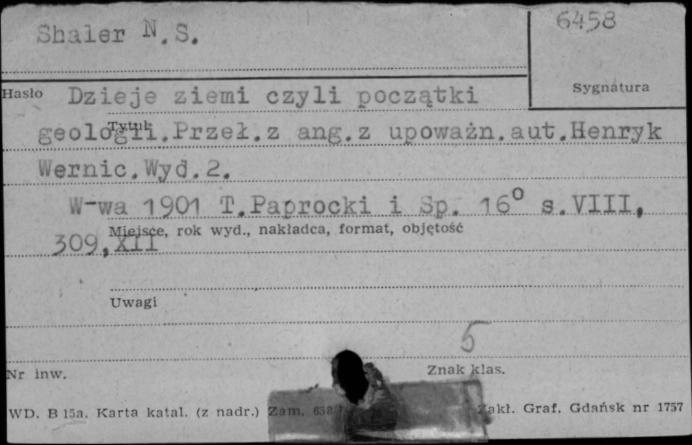 6458
Shaler N.S.
Sygnatura
Hasło Dzieje ziemi czyli początki
Tytuł
geologii.Przeł.z ang.z upoważn.aut.Henryk
Wernic.Wyd.2.
W-wa 1901 T.Paprocki i Sp. 16° s.VIII,
Miejsce, rok wyd., nakładca, format, objętość
309,XII
Uwagi
5
Nr inw. Znak klas.
WD. B 15a. Karta katal. (z nadr.) Zam. Zakł. Graf. Gdańsk nr 1757